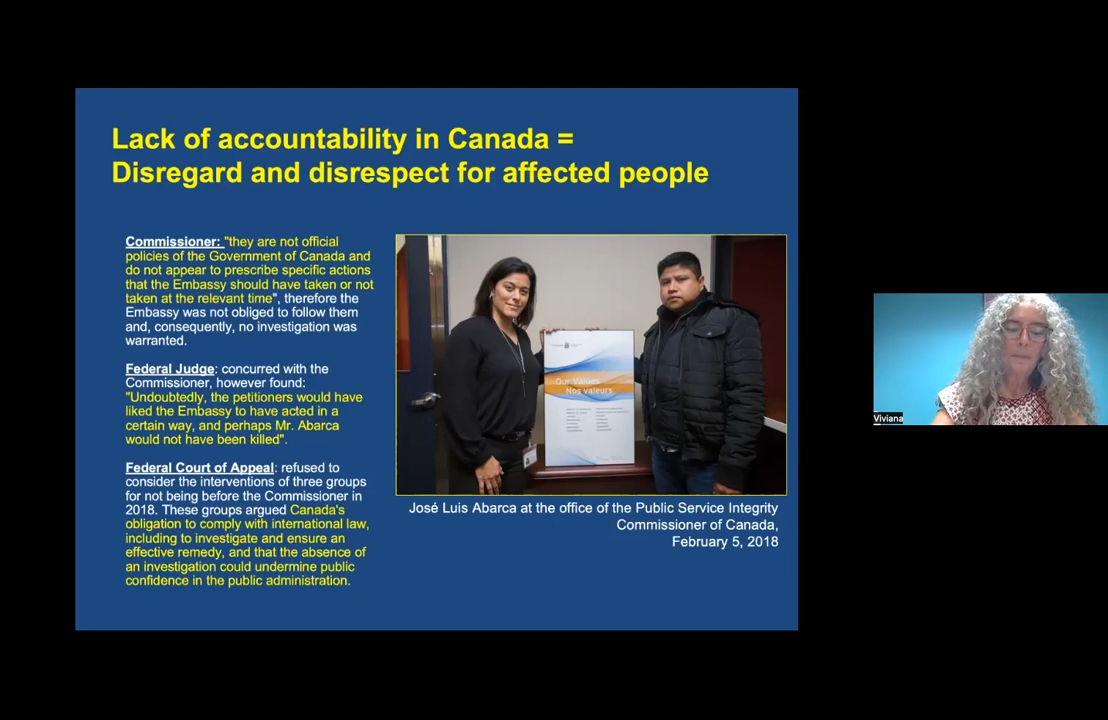 Lack of accountability in Canada =
Disregard and disrespect for affected people
Commissioner: "they are not official
policies of the Government of Canada and
do not appear to prescribe specific actions
that the Embassy should have taken or not
taken at the relevant time", therefore the
Embassy was not obliged to follow them
and, consequently, no investigation was
warranted.
Federal Judge: concurred with the
Commissioner, however found:
"Undoubtedly, the petitioners would have
liked the Embassy to have acted in a
certain way, and perhaps Mr. Abarca
would not have been killed".
Federal Court of Appeal: refused to
consider the interventions of three groups
for not being before the Commissioner in
2018. These groups argued Canada's
obligation to comply with international law,
including to investigate and ensure an
effective remedy, and that the absence of
an investigation could undermine public
confidence in the public administration.
Our Values
Nos valeurs
José Luis Abarca at the office of the Public Service Integrity
Commissioner of Canada,
February 5, 2018
Viviana